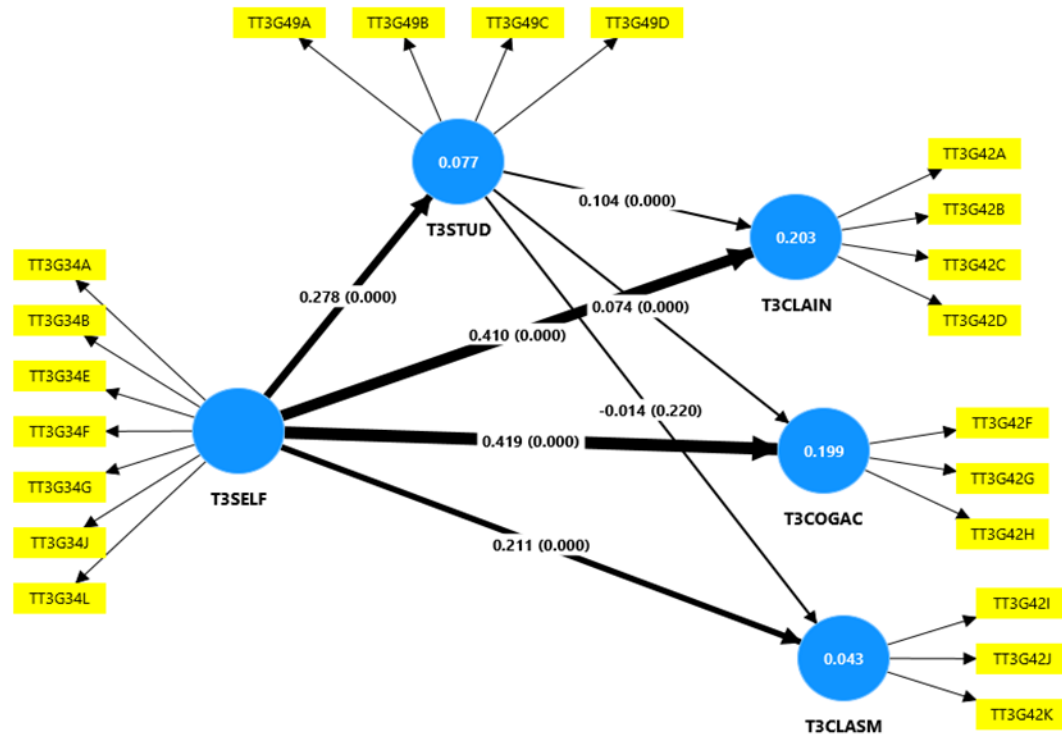 TT3G49A
TT3G49B
TT3G49C
TT3G49D
0.077
T3STUD
TT3G42A
TT3G42B
TT3G42C
TT3G42D
0.104 (0.000)
0.203
T3CLAIN
TT3G34A
TT3G34B
TT3G34E
TT3G34F
TT3G34G
TT3G34J
TT3G34L
T3SELF
0.278 (0.000)
0.074 (0.000)
0.410 (0.000)
-0.014 (0.220)
0.419 (0.000)
0.211 (0.000)
0.199
T3COGAC
TT3G42F
TT3G42G
TT3G42H
0.043
T3CLASM
TT3G42I
TT3G42J
TT3G42K